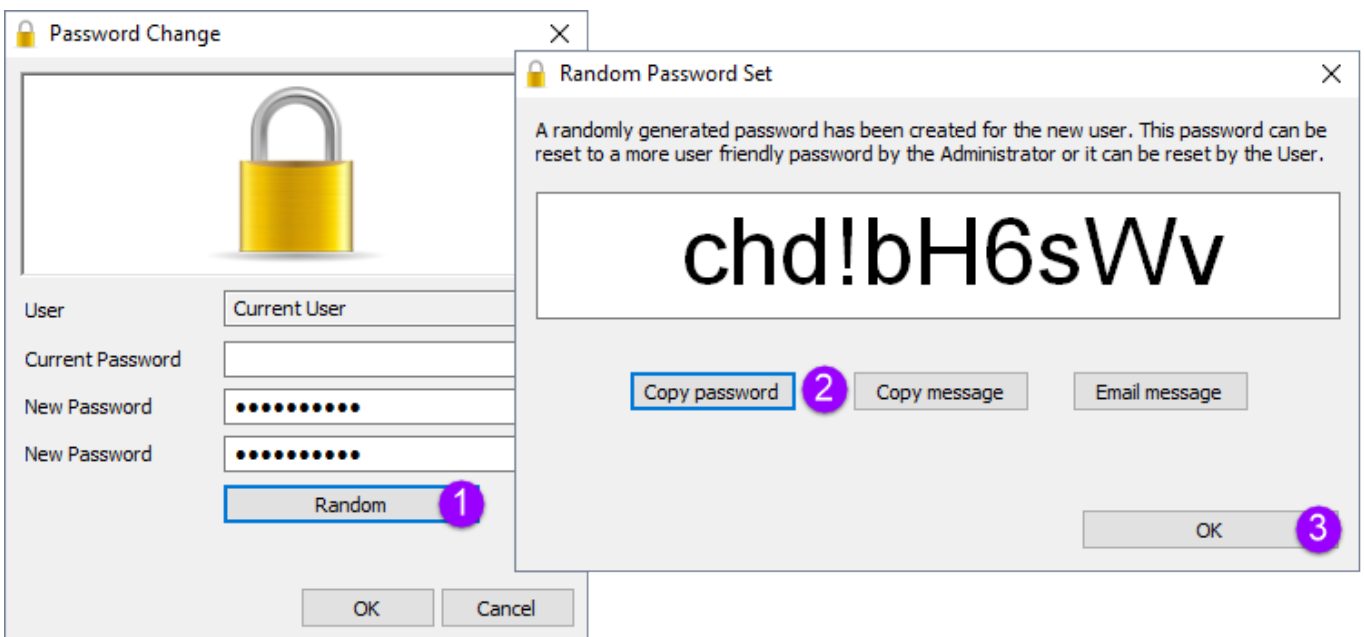 Password Change
User
Current User
Current Password
New Password
••••••••••
New Password
••••••••••
Random
1
OK
Cancel
Random Password Set
A randomly generated password has been created for the new user. This password can be
reset to a more user friendly password by the Administrator or it can be reset by the User.
chd!bH6sWv
Copy password
2
Copy message
Email message
OK
3